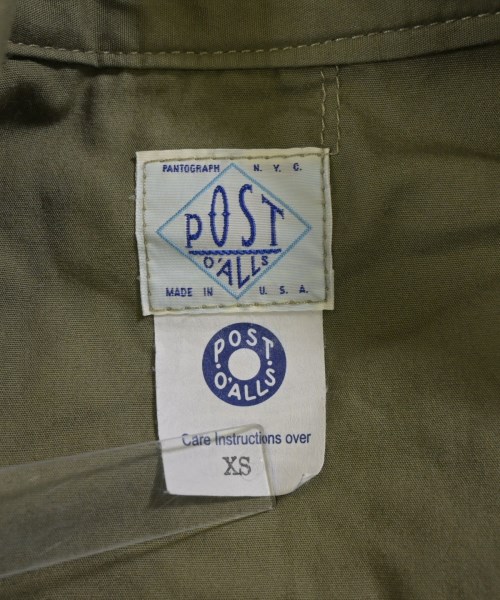 PANTOGRAPH N.Y.C.
POST
O'ALLS
MADE IN U.S.A.
POST
O'ALLS
Care Instructions over
XS